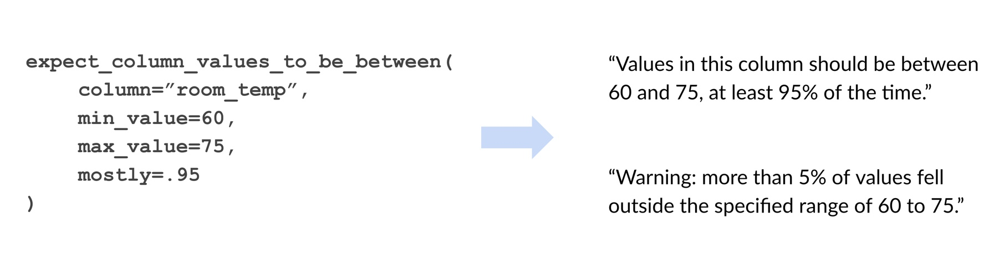 expect_column_values_to_be_between(
column=”room_temp”,
min_value=60,
max_value=75,
mostly=.95
)
“Values in this column should be between
60 and 75, at least 95% of the time.”
“Warning: more than 5% of values fell
outside the specified range of 60 to 75.”